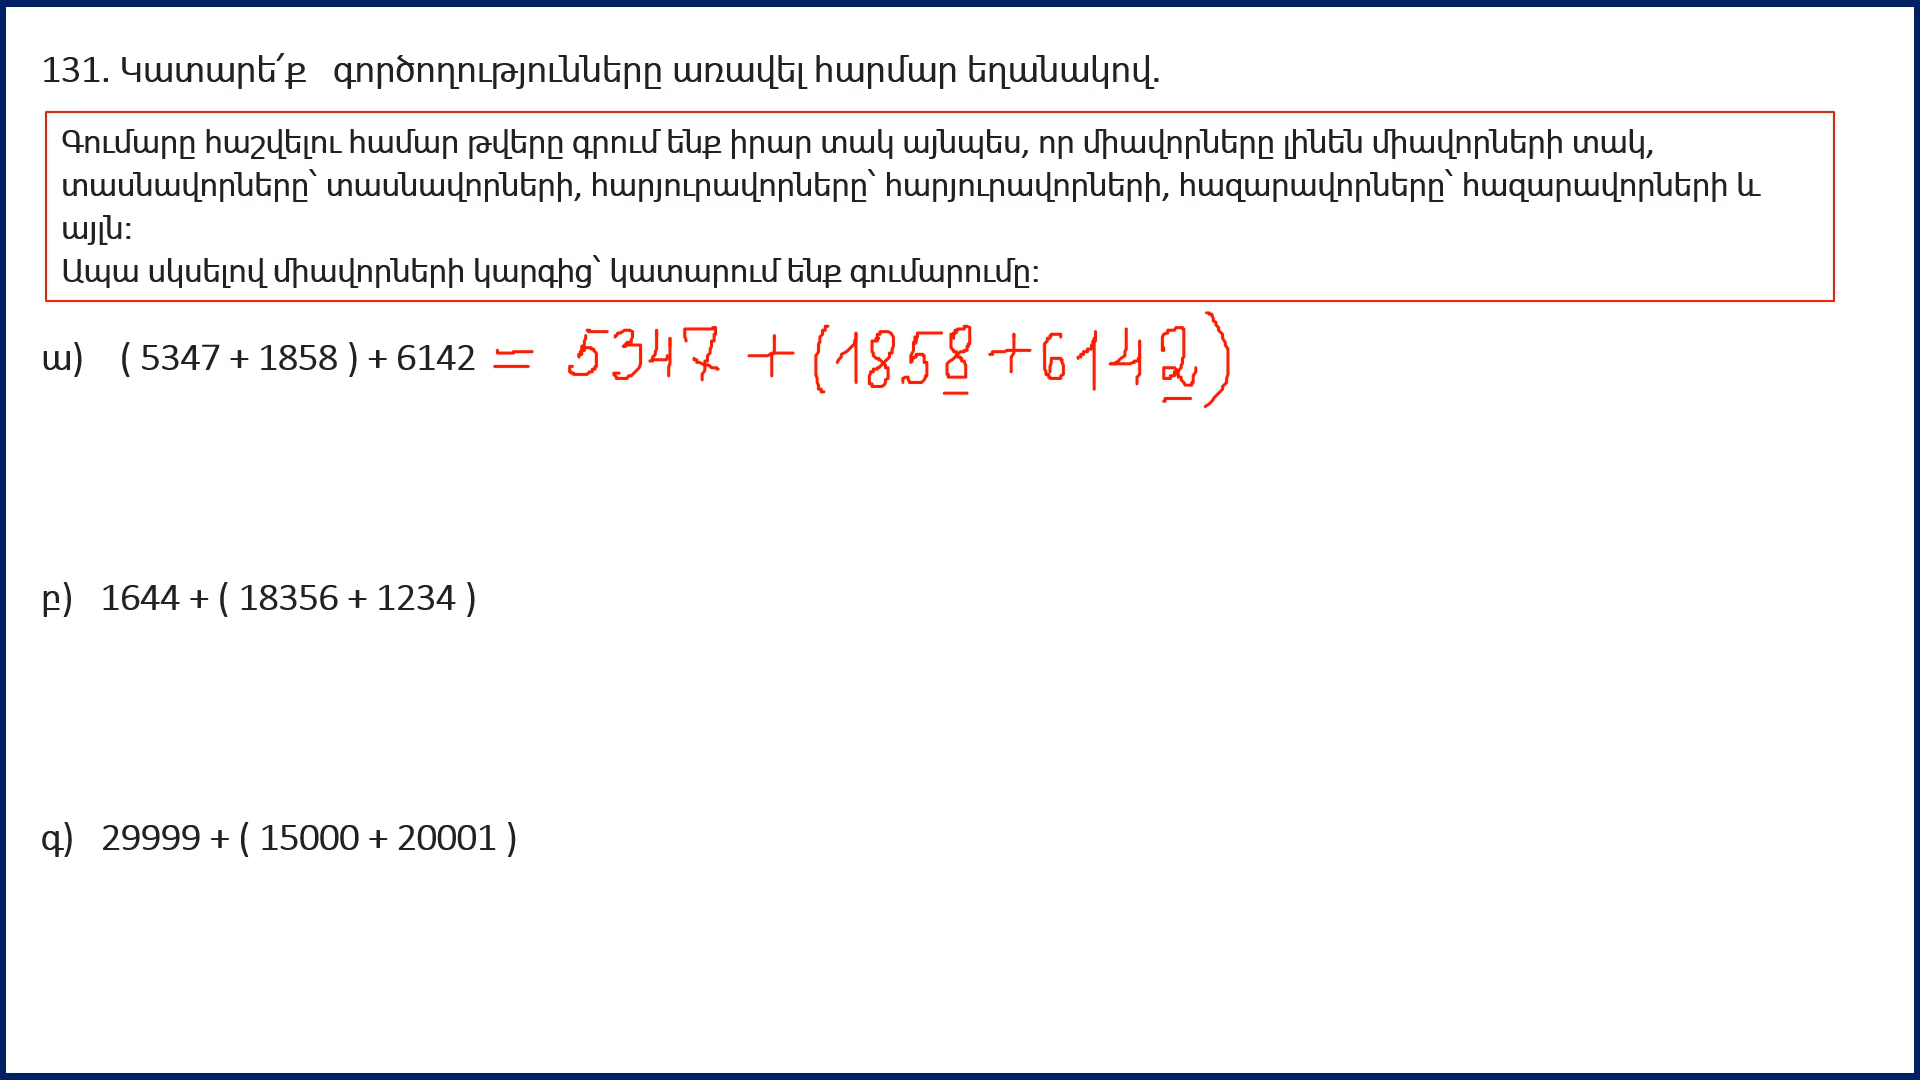 131. Կատարե՛ք գործողությունները առավել հարմար եղանակով.
Գումարը հաշվելու համար թվերը գրում ենք իրար տակ այնպես, որ միավորները լինեն միավորների տակ,
տասնավորները՝ տասնավորների, հարյուրավորները՝ հարյուրավորների, հազարավորները՝ հազարավորների և
այլն:
Ապա սկսելով միավորների կարգից՝ կատարում ենք գումարումը:
ա) ( 5347 + 1858 ) + 6142 = 5347 + (1858 + 6142)
բ) 1644 + ( 18356 + 1234 )
գ) 29999 + ( 15000 + 20001 )